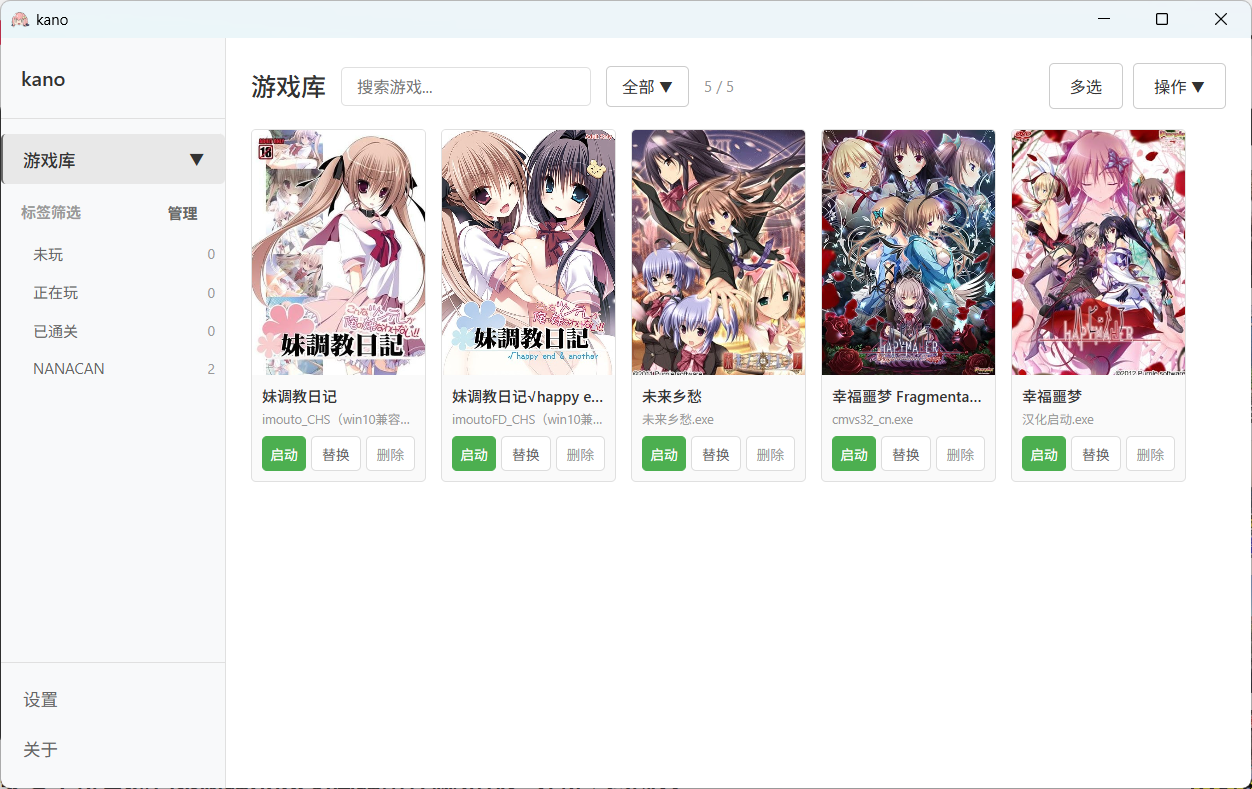 kano
kano
游戏库 ▼
标签筛选 管理
未玩 0
正在玩 0
已通关 0
NANACAN 2
设置
关于
游戏库 搜索游戏... 全部 ▼ 5 / 5 多选 操作 ▼
18
妹調教日記
妹调教日记
imouto_CHS（win10兼容...
启动 替换 删除
妹調教日記
√happy end & another
妹调教日记√happy e...
imoutoFD_CHS（win10兼...
启动 替换 删除
未来乡愁
未来乡愁.exe
启动 替换 删除
HAPYMAHER
幸福噩梦 Fragmenta...
cmvs32_cn.exe
启动 替换 删除
HAPYMAHER
©2012 Purple software
幸福噩梦
汉化启动.exe
启动 替换 删除